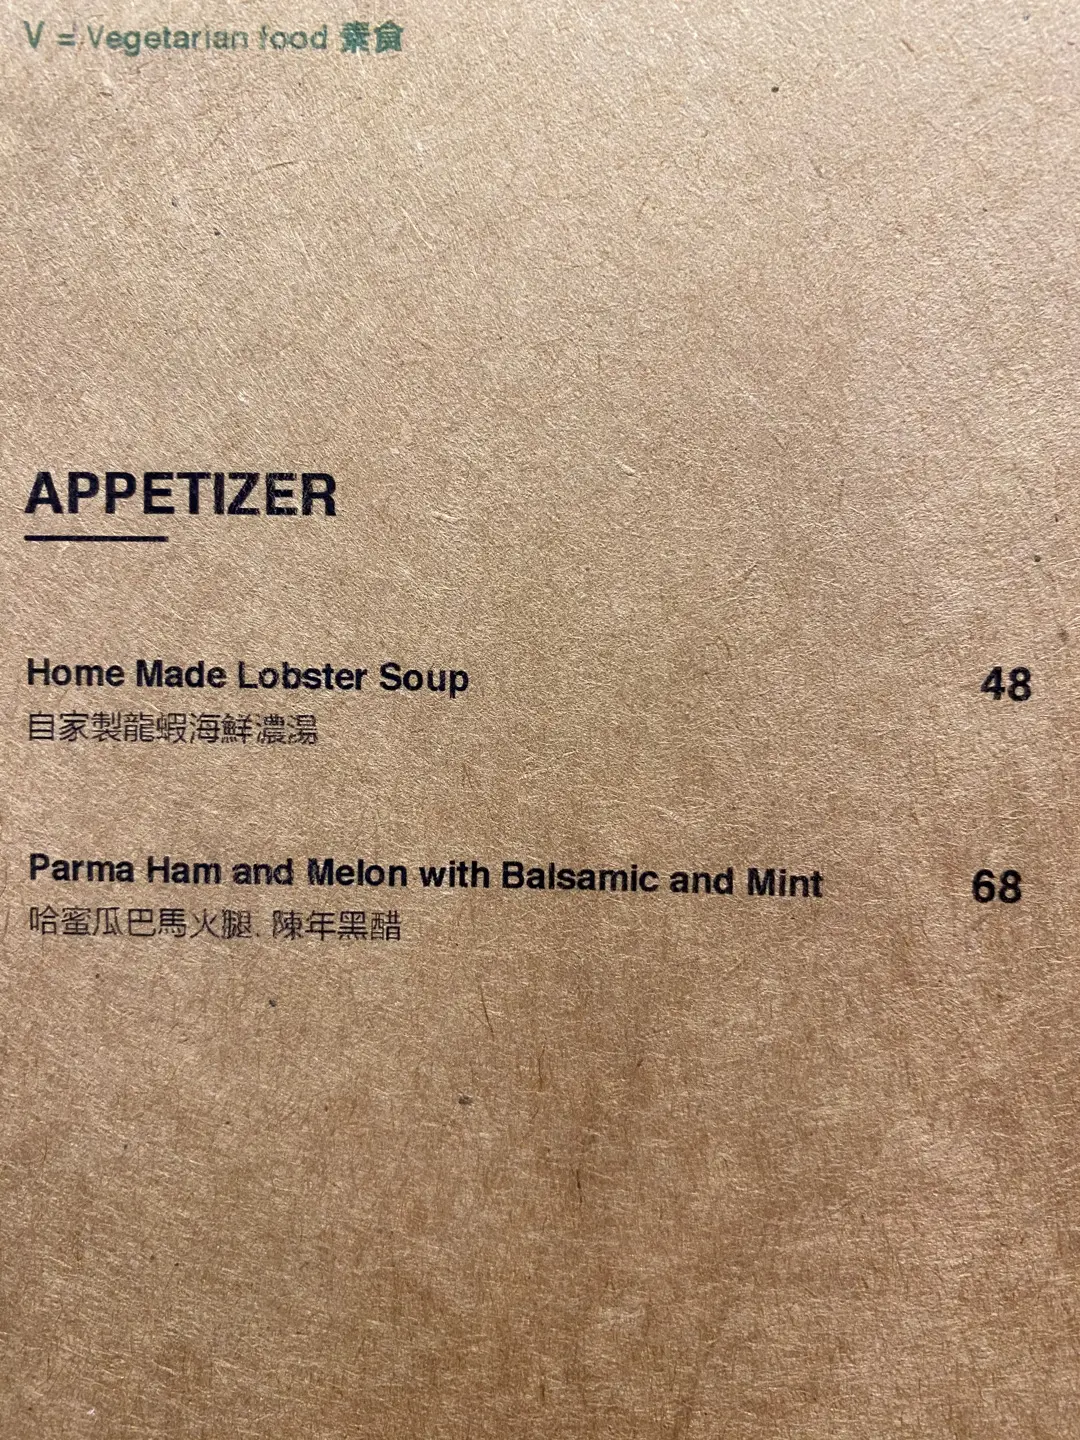 V = Vegetarian food 素食
APPETIZER
Home Made Lobster Soup 48
自家製龍蝦海鮮濃湯
Parma Ham and Melon with Balsamic and Mint 68
哈蜜瓜巴馬火腿. 陳年黑醋